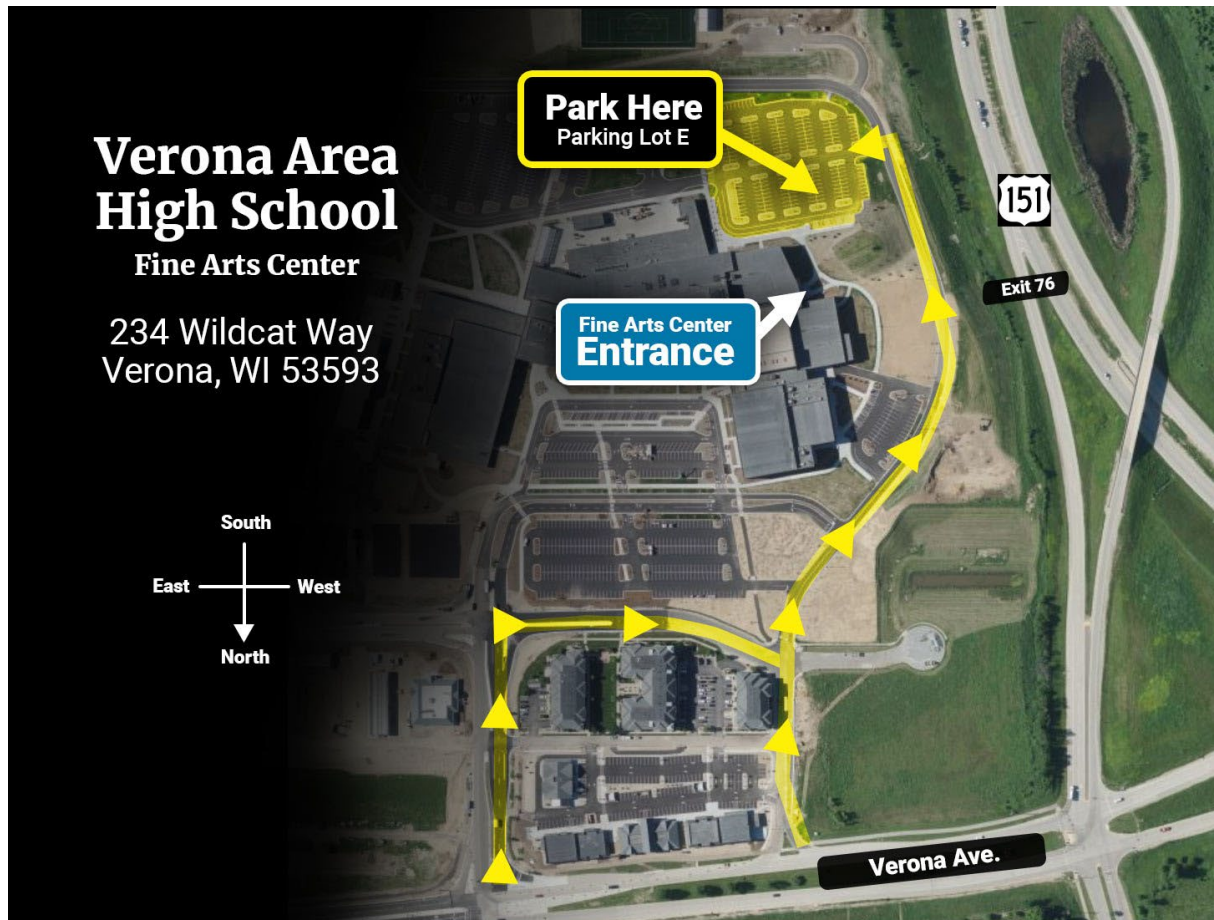 Verona Area
High School
Fine Arts Center
234 Wildcat Way
Verona, WI 53593
South
East
West
North
Park Here
Parking Lot E
Fine Arts Center
Entrance
151
Exit 76
Verona Ave.